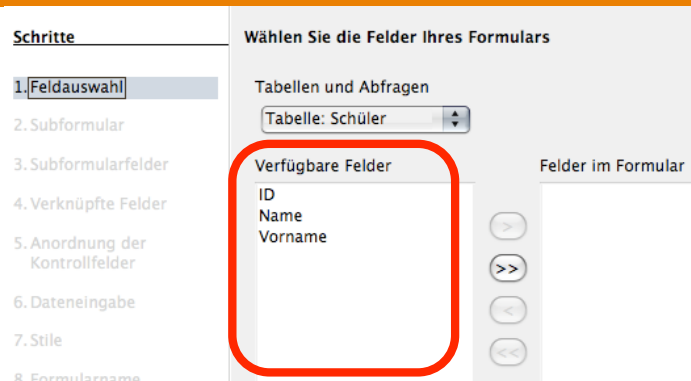 Schritte
1. Feldauswahl
2. Subformular
3. Subformularfelder
4. Verknüpfte Felder
5. Anordnung der
Kontrollfelder
6. Dateneingabe
7. Stile
8. Formularname
Wählen Sie die Felder Ihres Formulars
Tabellen und Abfragen
Tabelle: Schüler
Verfügbare Felder
ID
Name
Vorname
>
>>
<
<<
Felder im Formular